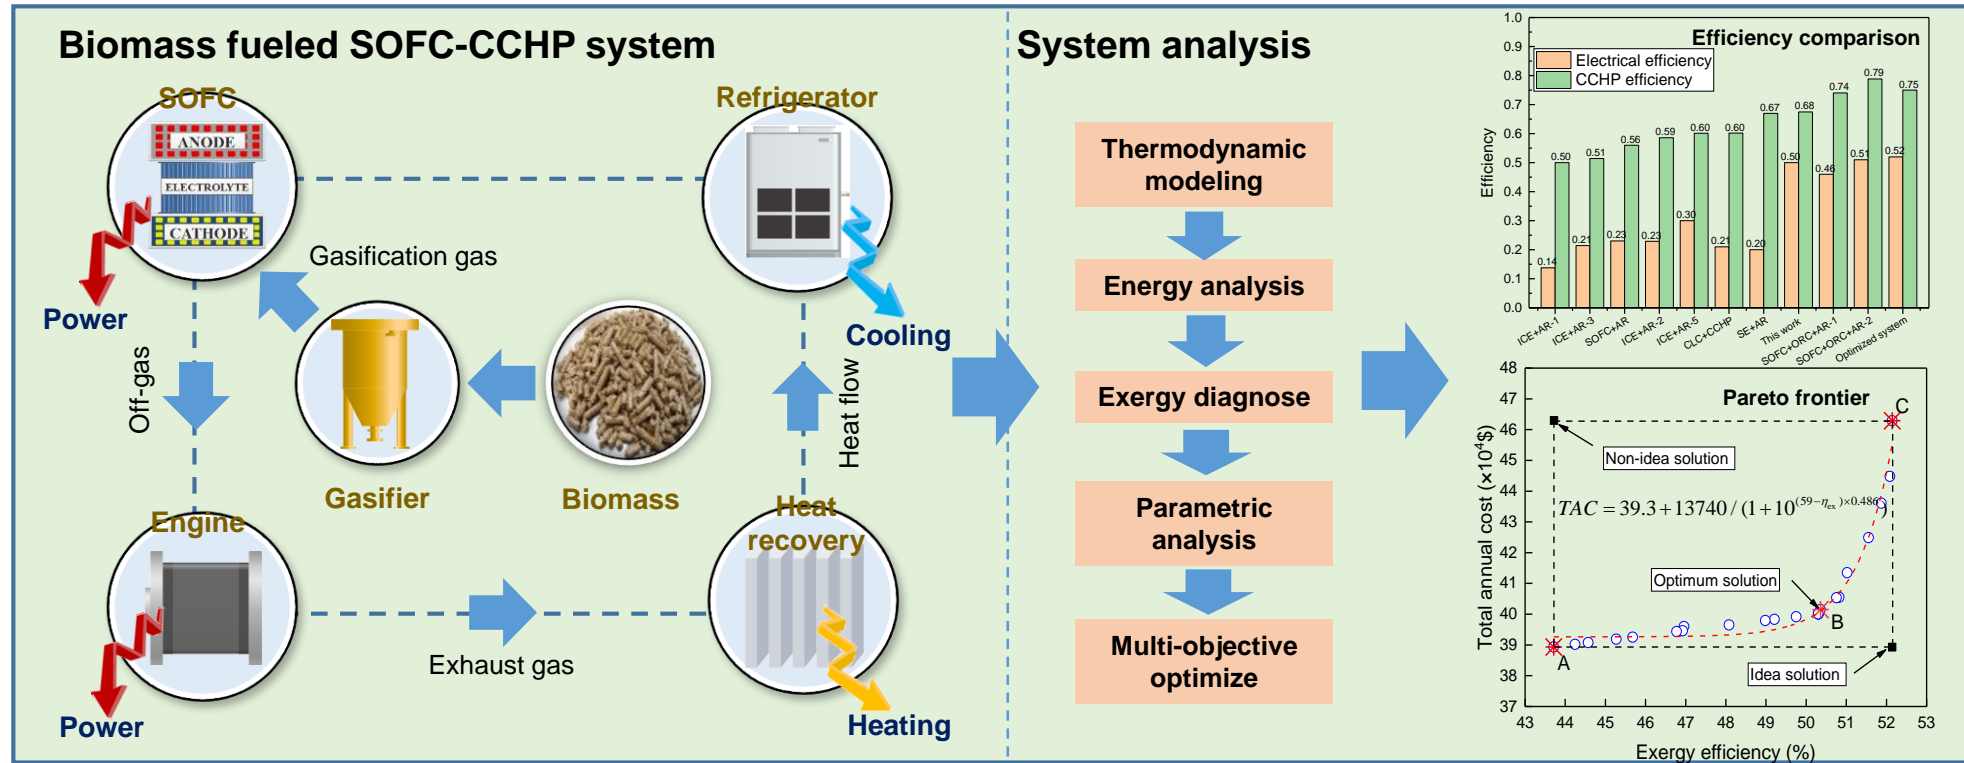 Biomass fueled SOFC-CCHP system
SOFC
ANODE
ELECTROLYTE
CATHODE
Power
Gasification gas
Refrigerator
Cooling
Off-gas
Gasifier
Biomass
Heat flow
Engine
Power
Exhaust gas
Heat
recovery
Heating
System analysis
Thermodynamic
modeling
Energy analysis
Exergy diagnose
Parametric
analysis
Multi-objective
optimize
Efficiency comparison
Electrical efficiency
CCHP efficiency
Efficiency
1.0
0.9
0.8
0.7
0.6
0.5
0.4
0.3
0.2
0.1
0.0
0.14 0.50 0.21 0.51 0.23 0.56 0.23 0.59 0.30 0.60 0.21 0.60 0.20 0.67 0.50 0.68 0.46 0.74 0.51 0.79 0.52 0.75
ICE+AR-1
ICE+AR-3
SOFC+AR
ICE+AR-2
ICE+AR-5
CLC+CCHP
SE+AR
This work
SOFC+ORC+AR-1
SOFC+ORC+AR-2
Optimized system
Pareto frontier
Total annual cost (×10⁴$)
48
47
46
45
44
43
42
41
40
39
38
37
C
Non-idea solution
TAC = 39.3 + 13740 / (1 + 10^(59−η_ex)×0.486)
Optimum solution
B
A
Idea solution
43 44 45 46 47 48 49 50 51 52 53
Exergy efficiency (%)